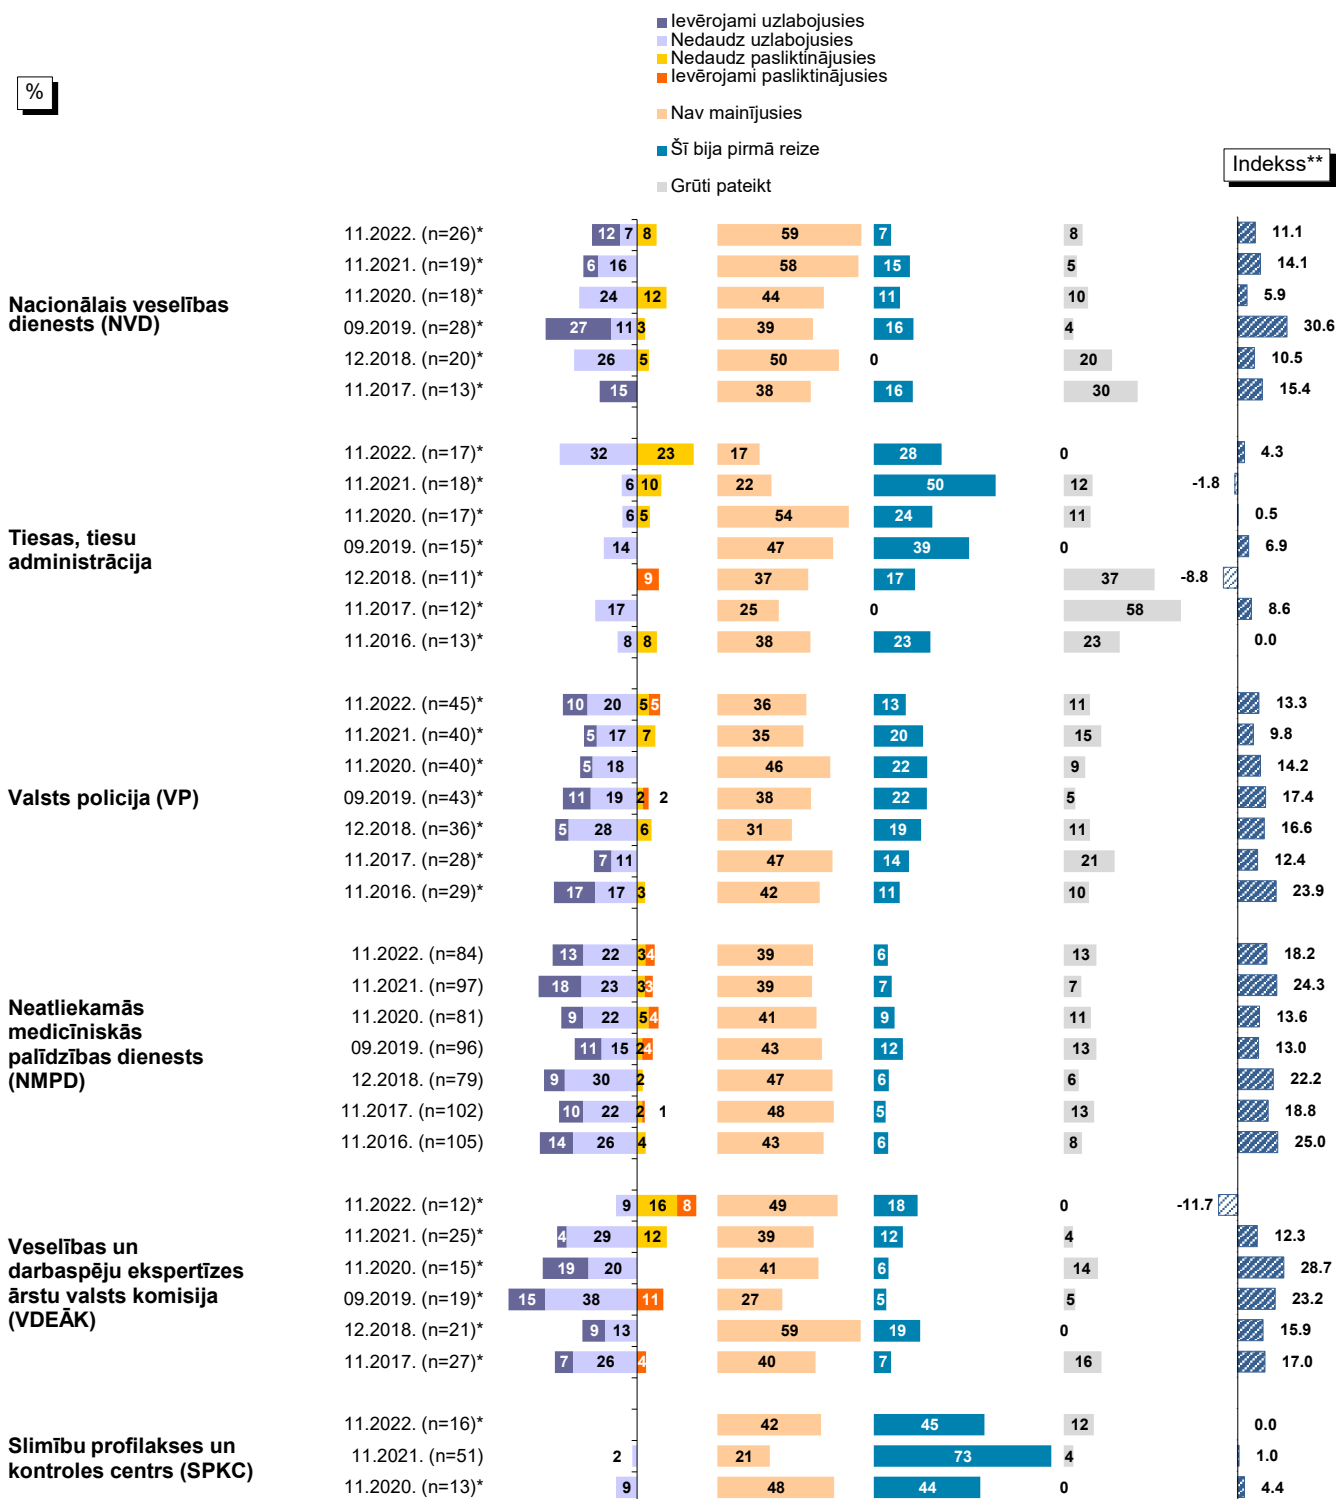 Ievērojami uzlabojusies
Nedaudz uzlabojusies
Nedaudz pasliktinājusies
Ievērojami pasliktinājusies
%
Nav mainījusies
Šī bija pirmā reize
Indekss**
Grūti pateikt
11.2022. (n=26)* 12 7 8 59 7 8 11.1
11.2021. (n=19)* 6 16 58 15 5 14.1
Nacionālais veselības
dienests (NVD)
11.2020. (n=18)* 24 12 44 11 10 5.9
09.2019. (n=28)* 27 11 3 39 16 4 30.6
12.2018. (n=20)* 26 5 50 0 20 10.5
11.2017. (n=13)* 15 38 16 30 15.4
11.2022. (n=17)* 32 23 17 28 0 4.3
11.2021. (n=18)* 6 10 22 50 12 -1.8
11.2020. (n=17)* 6 5 54 24 11 0.5
Tiesas, tiesu
administrācija
09.2019. (n=15)* 14 47 39 0 6.9
12.2018. (n=11)* 9 37 17 37 -8.8
11.2017. (n=12)* 17 25 0 58 8.6
11.2016. (n=13)* 8 8 38 23 23 0.0
11.2022. (n=45)* 10 20 5 5 36 13 11 13.3
11.2021. (n=40)* 5 17 7 35 20 15 9.8
11.2020. (n=40)* 5 18 46 22 9 14.2
Valsts policija (VP)
09.2019. (n=43)* 11 19 2 2 38 22 5 17.4
12.2018. (n=36)* 5 28 6 31 19 11 16.6
11.2017. (n=28)* 7 11 47 14 21 12.4
11.2016. (n=29)* 17 17 3 42 11 10 23.9
11.2022. (n=84) 13 22 3 4 39 6 13 18.2
11.2021. (n=97) 18 23 3 3 39 7 7 24.3
Neatliekamās
medicīniskās
palīdzības dienests
(NMPD)
11.2020. (n=81) 9 22 5 4 41 9 11 13.6
09.2019. (n=96) 11 15 2 4 43 12 13 13.0
12.2018. (n=79) 9 30 2 47 6 6 22.2
11.2017. (n=102) 10 22 2 1 48 5 13 18.8
11.2016. (n=105) 14 26 4 43 6 8 25.0
11.2022. (n=12)* 9 16 8 49 18 0 -11.7
11.2021. (n=25)* 4 29 12 39 12 4 12.3
Veselības un
darbaspēju ekspertīzes
ārstu valsts komisija
(VDEĀK)
11.2020. (n=15)* 19 20 41 6 14 28.7
09.2019. (n=19)* 15 38 11 27 5 5 23.2
12.2018. (n=21)* 9 13 59 19 0 15.9
11.2017. (n=27)* 7 26 4 40 7 16 17.0
11.2022. (n=16)* 42 45 12 0.0
Slimību profilakses un
kontroles centrs (SPKC)
11.2021. (n=51) 2 21 73 4 1.0
11.2020. (n=13)* 9 48 44 0 4.4